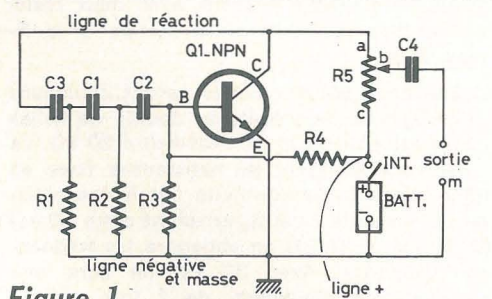 ligne de réaction
Q1_NPN
C
a
b
C4
C3
C1
C2
B
R5
c
E
R4
INT.
sortie
m
+
BATT.
-
R1
R2
R3
ligne négative
et masse
ligne +
Figure 1